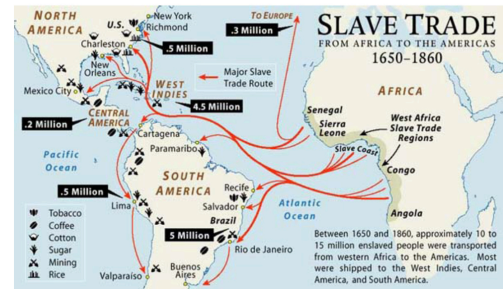 SLAVE TRADE
FROM AFRICA TO THE AMERICAS
1650–1860
NORTH
AMERICA
U.S.
New York
Richmond
Charleston
.5 Million
New
Orleans
TO EUROPE
.3 Million
Major Slave
Trade Route
Mexico City
WEST
INDIES
4.5 Million
.2 Million
CENTRAL
AMERICA
Cartagena
Paramaribo
Pacific
Ocean
SOUTH
AMERICA
.5 Million
Lima
Recife
Salvador
Brazil
5 Million
Rio de Janeiro
Valparaíso
Buenos
Aires
Atlantic
Ocean
AFRICA
Senegal
Sierra
Leone
West Africa
Slave Trade
Regions
Slave Coast
Congo
Angola
Tobacco
Coffee
Cotton
Sugar
Mining
Rice
Between 1650 and 1860, approximately 10 to
15 million enslaved people were transported
from western Africa to the Americas. Most
were shipped to the West Indies, Central
America, and South America.